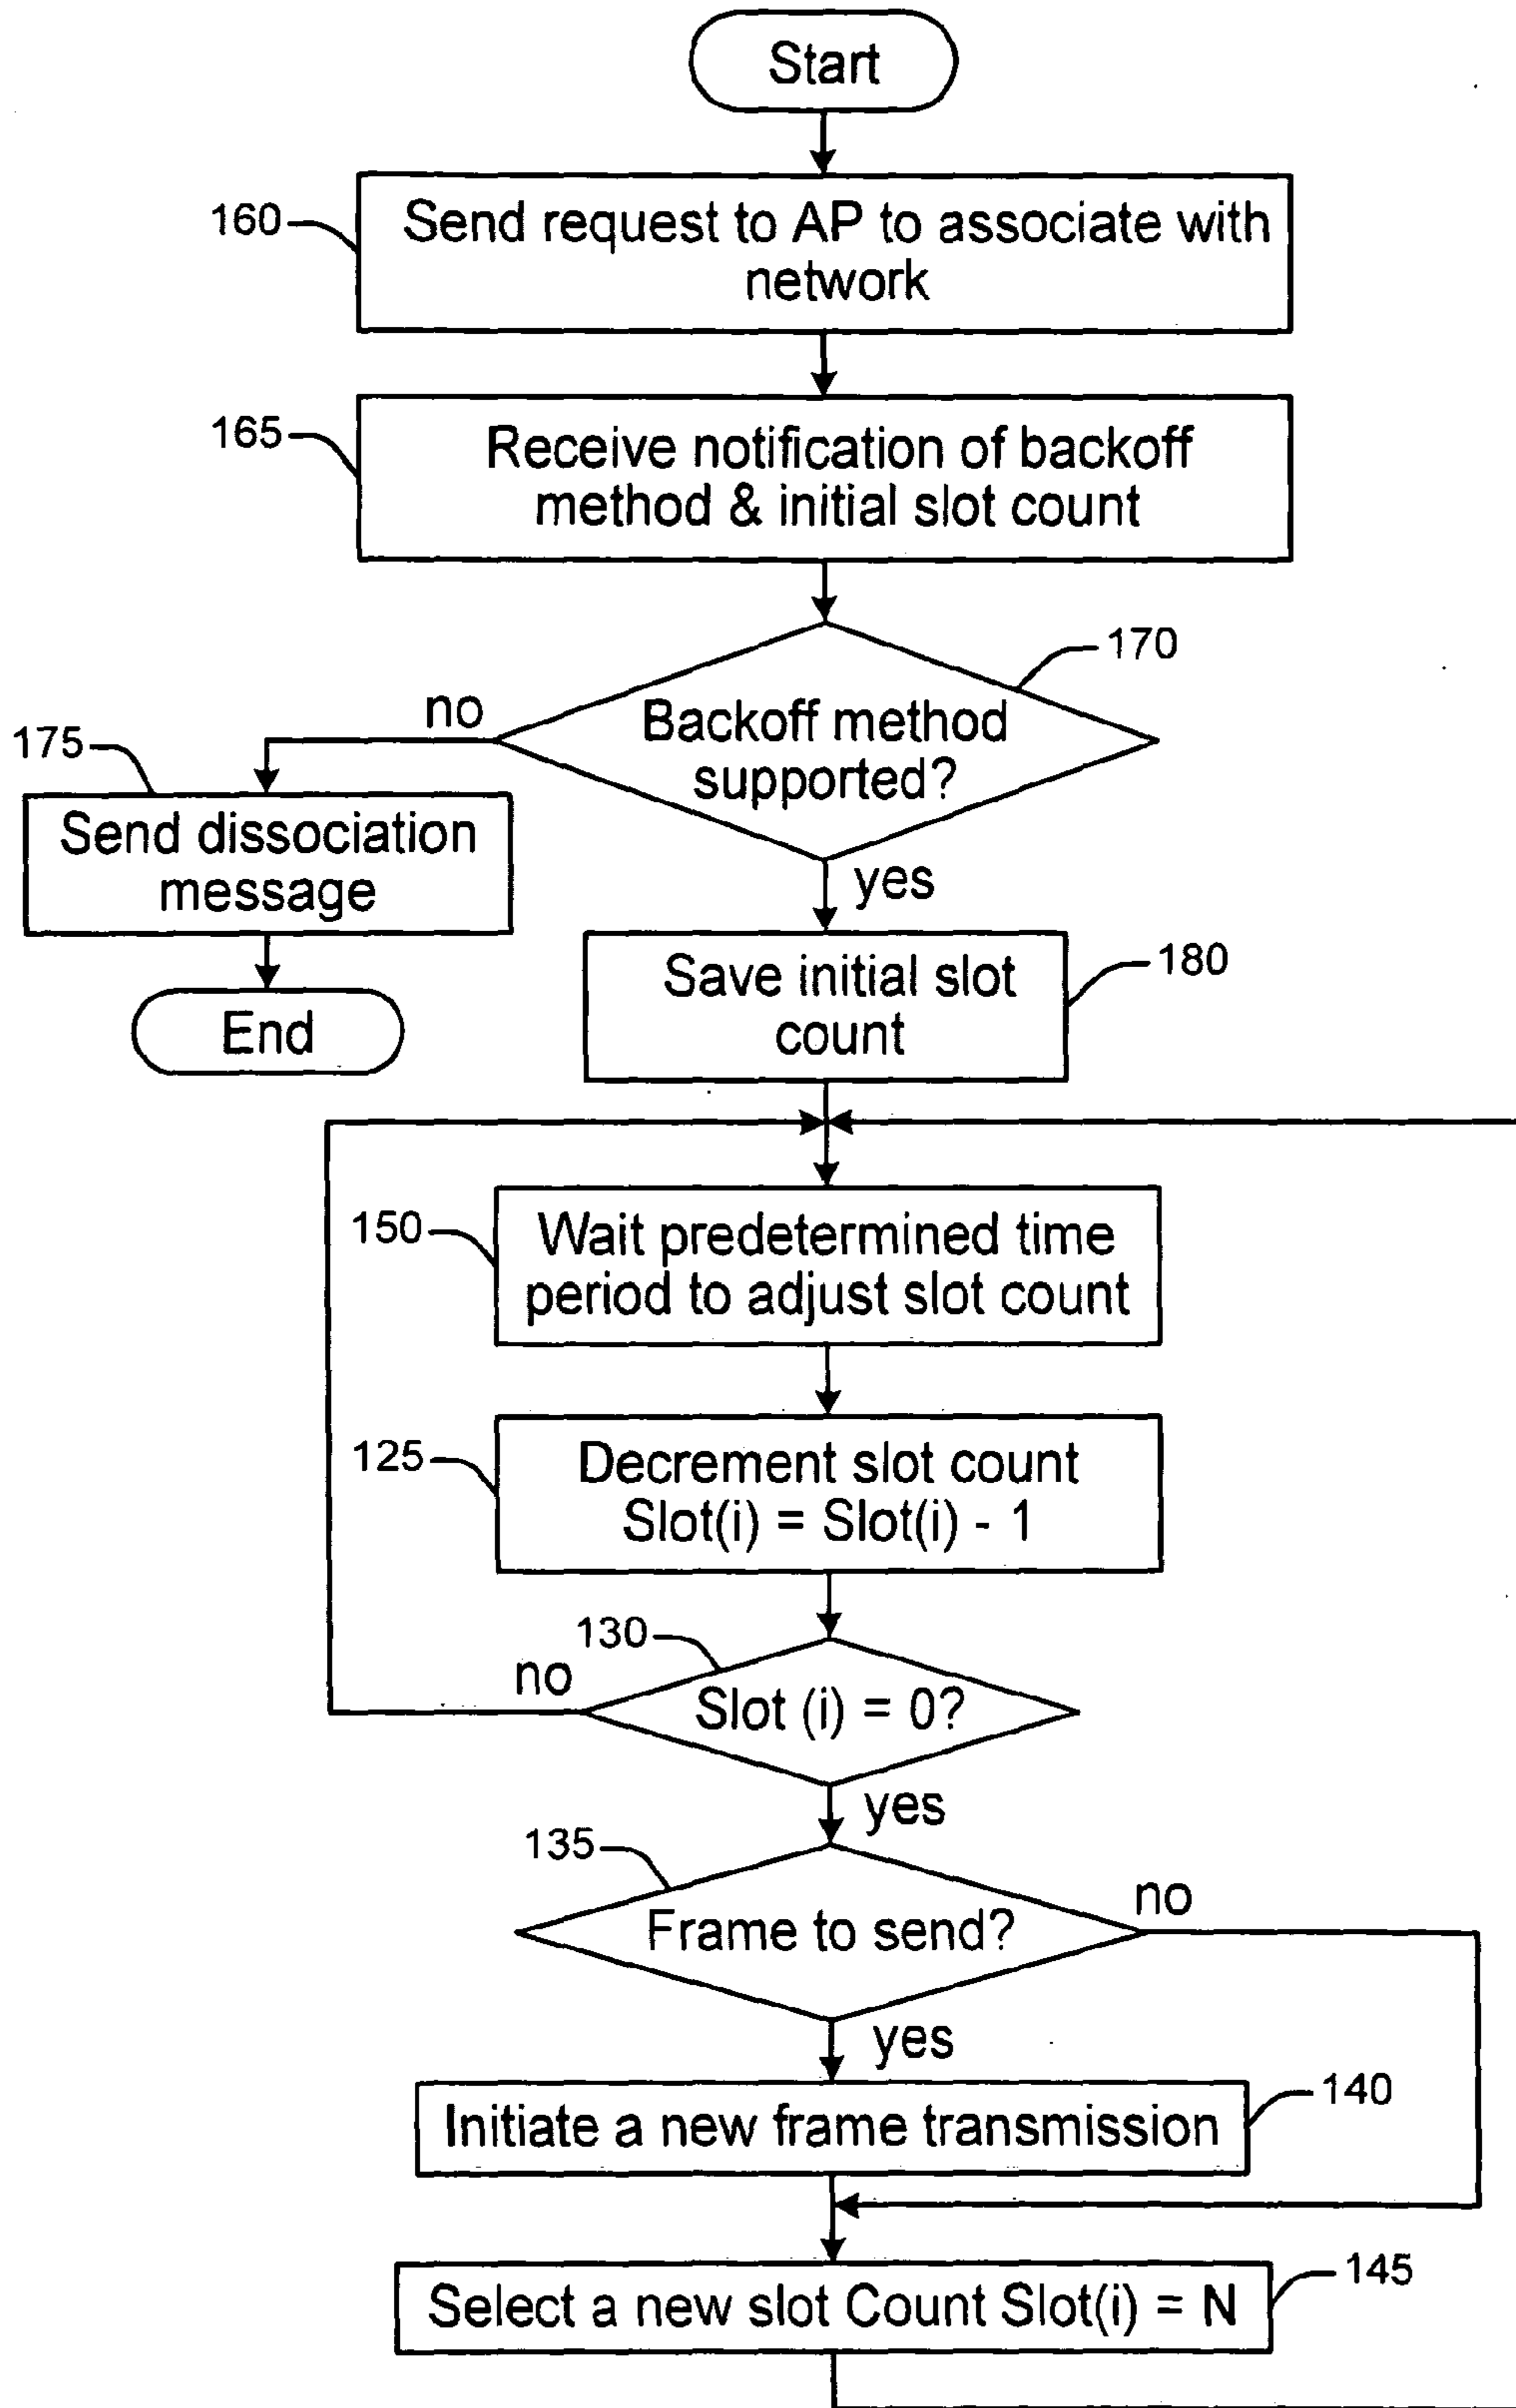 Start
160
Send request to AP to associate with
network
165
Receive notification of backoff
method & initial slot count
170
Backoff method
supported?
no
175
Send dissociation
message
End
yes
180
Save initial slot
count
150
Wait predetermined time
period to adjust slot count
125
Decrement slot count
Slot(i) = Slot(i) - 1
130
no
Slot (i) = 0?
yes
135
no
Frame to send?
yes
140
Initiate a new frame transmission
145
Select a new slot Count Slot(i) = N